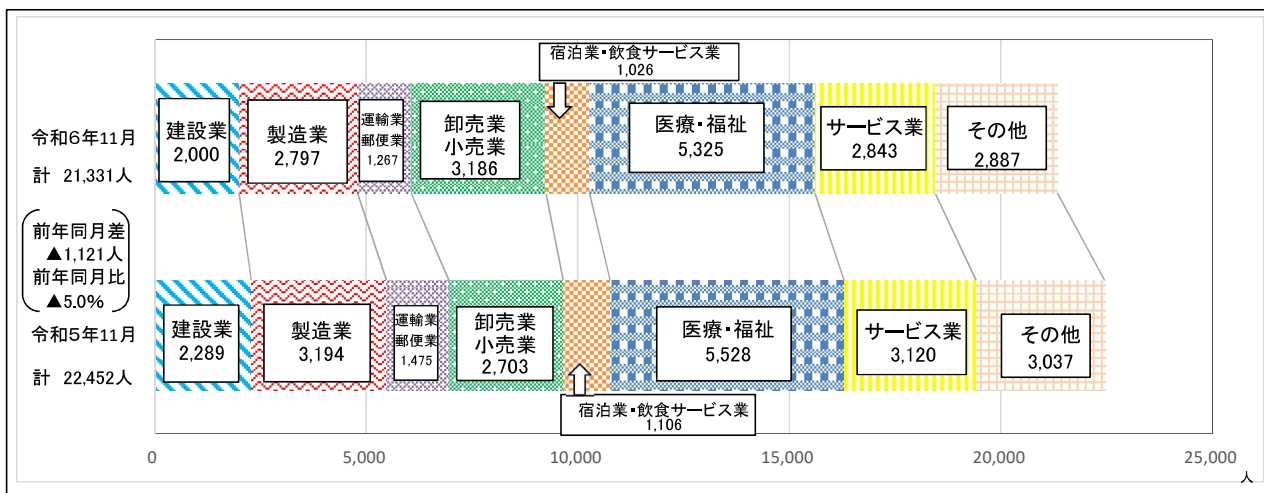 宿泊業・飲食サービス業
1,026
令和6年11月
計 21,331人
建設業
2,000
製造業
2,797
運輸業
郵便業
1,267
卸売業
小売業
3,186
医療・福祉
5,325
サービス業
2,843
その他
2,887
前年同月差
▲1,121人
前年同月比
▲5.0%
令和5年11月
計 22,452人
建設業
2,289
製造業
3,194
運輸業
郵便業
1,475
卸売業
小売業
2,703
医療・福祉
5,528
サービス業
3,120
その他
3,037
宿泊業・飲食サービス業
1,106
0 5,000 10,000 15,000 20,000 25,000
人